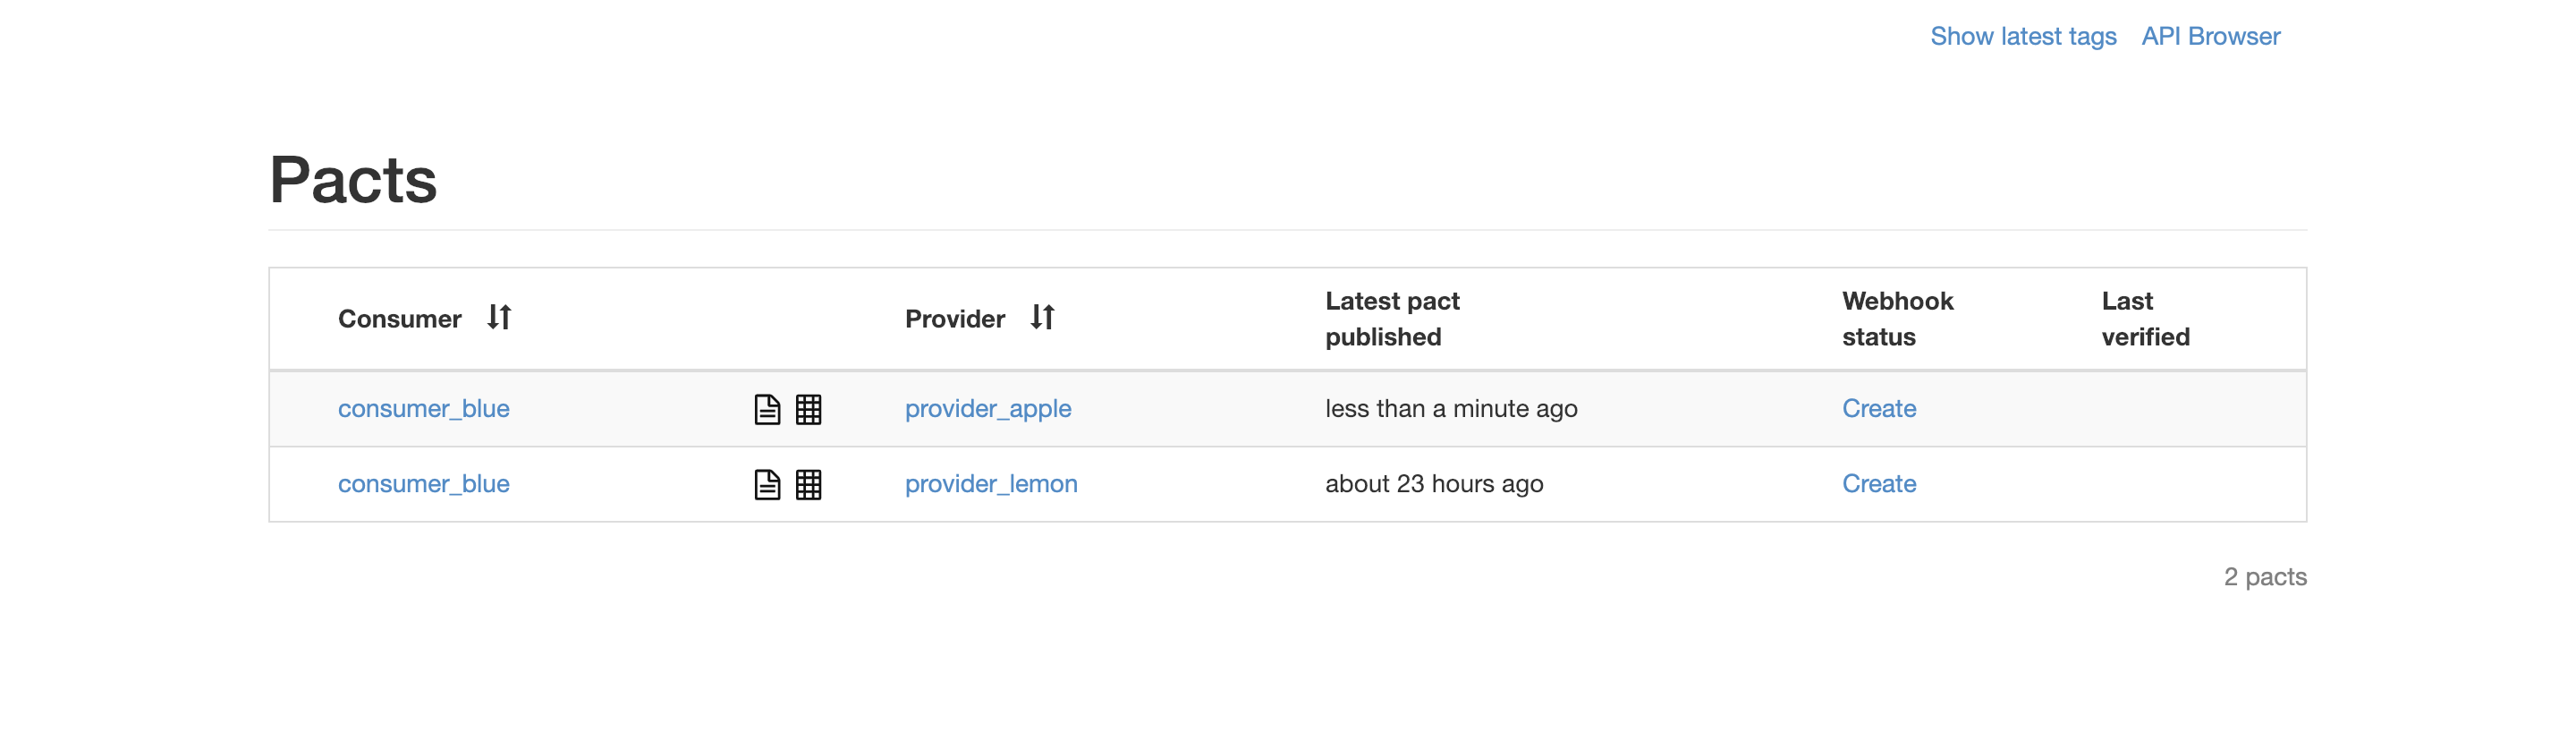 Show latest tags API Browser
Pacts
Consumer Provider Latest pact published Webhook status Last verified
consumer_blue provider_apple less than a minute ago Create
consumer_blue provider_lemon about 23 hours ago Create
2 pacts